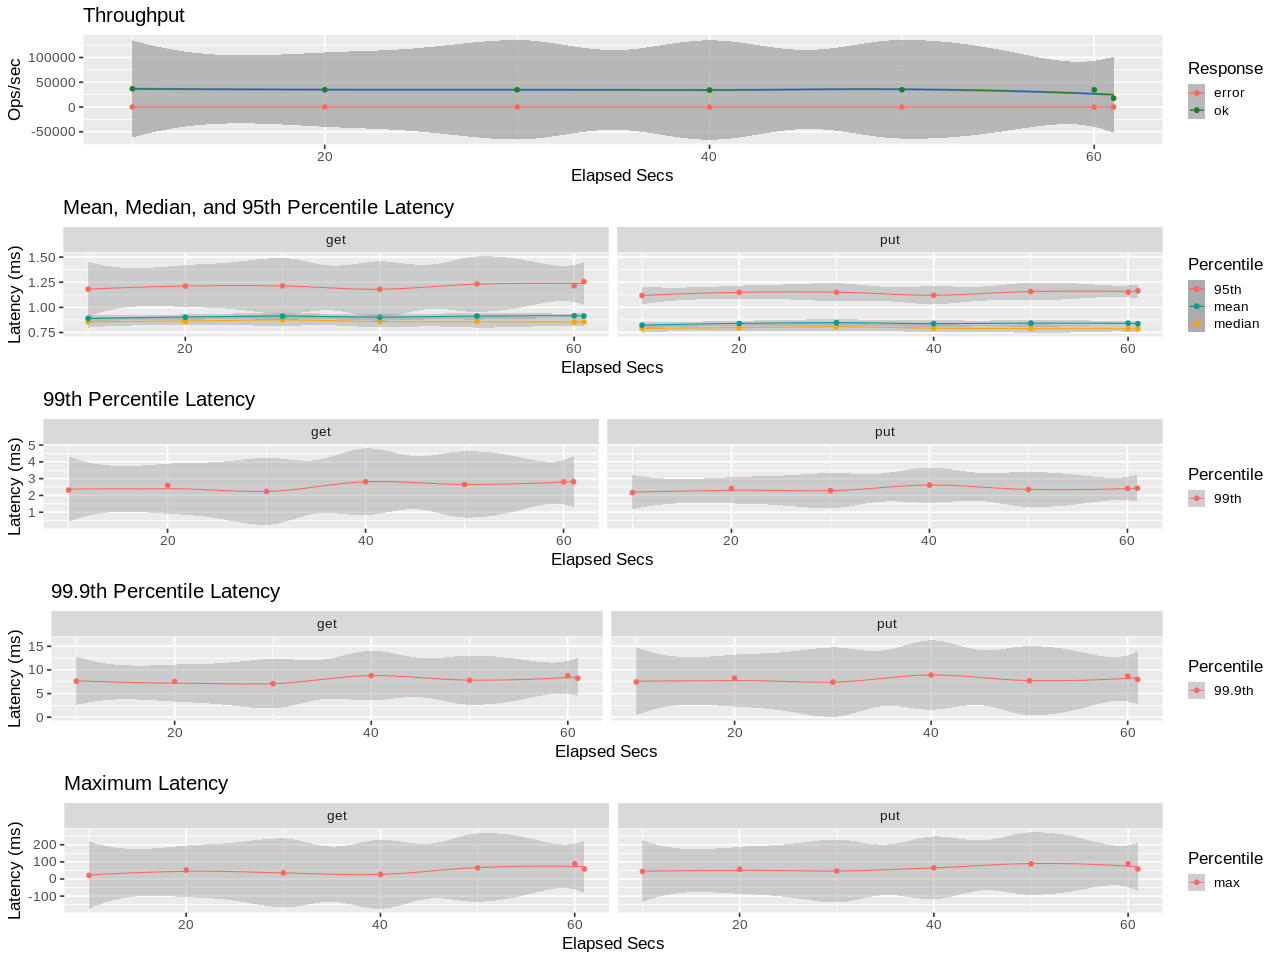 Throughput
Ops/sec
100000
50000
0
-50000
20
40
60
Elapsed Secs
Response
error
ok
Mean, Median, and 95th Percentile Latency
get
put
Latency (ms)
1.50
1.25
1.00
0.75
20
40
60
20
40
60
Elapsed Secs
Percentile
95th
mean
median
99th Percentile Latency
get
put
Latency (ms)
5
4
3
2
1
20
40
60
20
40
60
Elapsed Secs
Percentile
99th
99.9th Percentile Latency
get
put
Latency (ms)
15
10
5
0
20
40
60
20
40
60
Elapsed Secs
Percentile
99.9th
Maximum Latency
get
put
Latency (ms)
200
100
0
-100
20
40
60
20
40
60
Elapsed Secs
Percentile
max